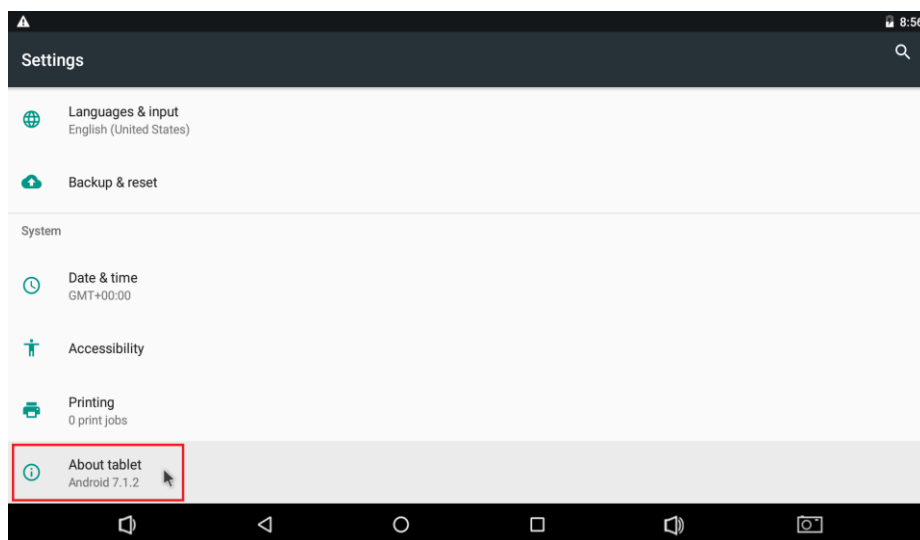 8:56
Settings
Languages & input
English (United States)
Backup & reset
System
Date & time
GMT+00:00
Accessibility
Printing
0 print jobs
About tablet
Android 7.1.2